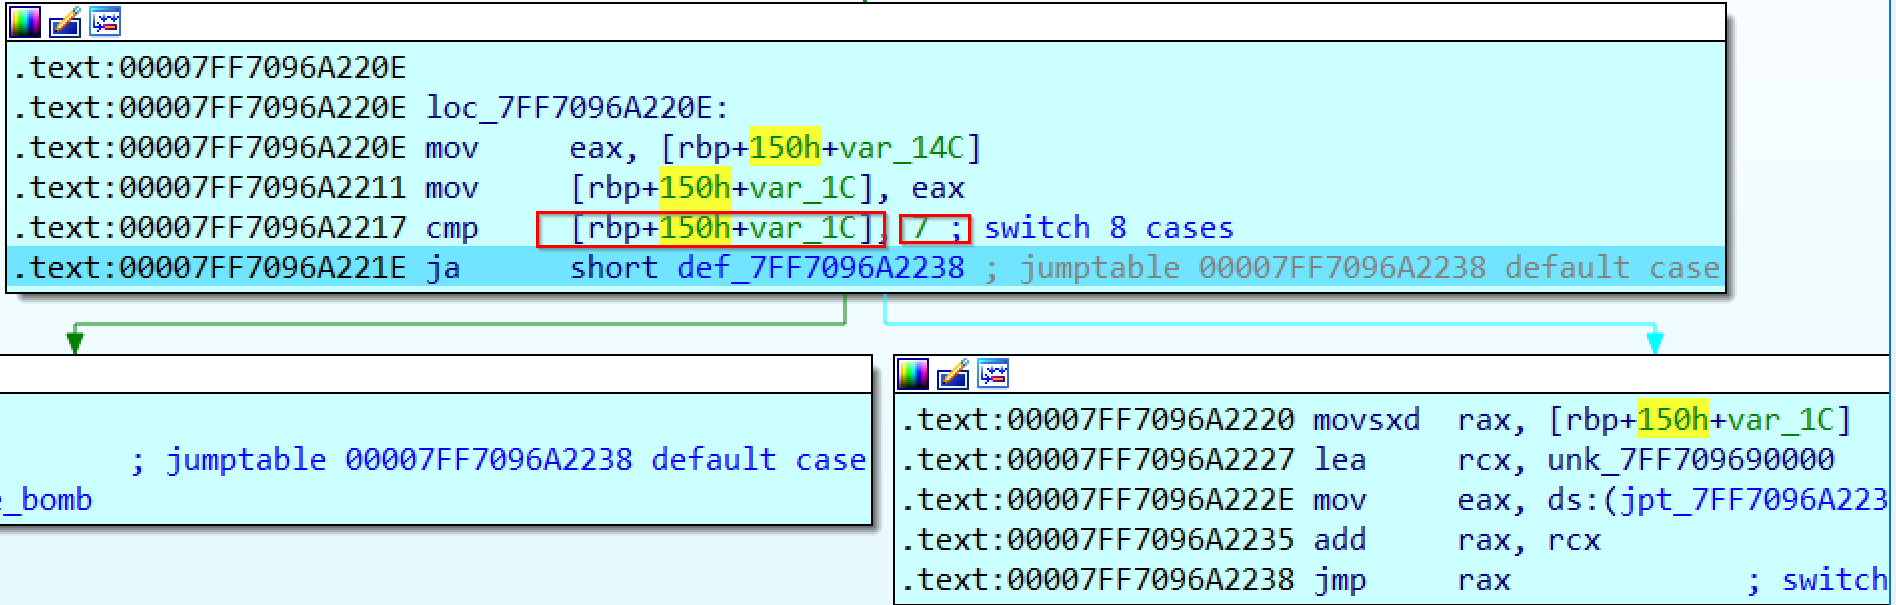 .text:00007FF7096A220E
.text:00007FF7096A220E loc_7FF7096A220E:
.text:00007FF7096A220E mov     eax, [rbp+150h+var_14C]
.text:00007FF7096A2211 mov     [rbp+150h+var_1C], eax
.text:00007FF7096A2217 cmp     [rbp+150h+var_1C], 7 ; switch 8 cases
.text:00007FF7096A221E ja      short def_7FF7096A2238 ; jumptable 00007FF7096A2238 default case
; jumptable 00007FF7096A2238 default case
e_bomb
.text:00007FF7096A2220 movsxd  rax, [rbp+150h+var_1C]
.text:00007FF7096A2227 lea     rcx, unk_7FF709690000
.text:00007FF7096A222E mov     eax, ds:(jpt_7FF7096A223
.text:00007FF7096A2235 add     rax, rcx
.text:00007FF7096A2238 jmp     rax             ; switch